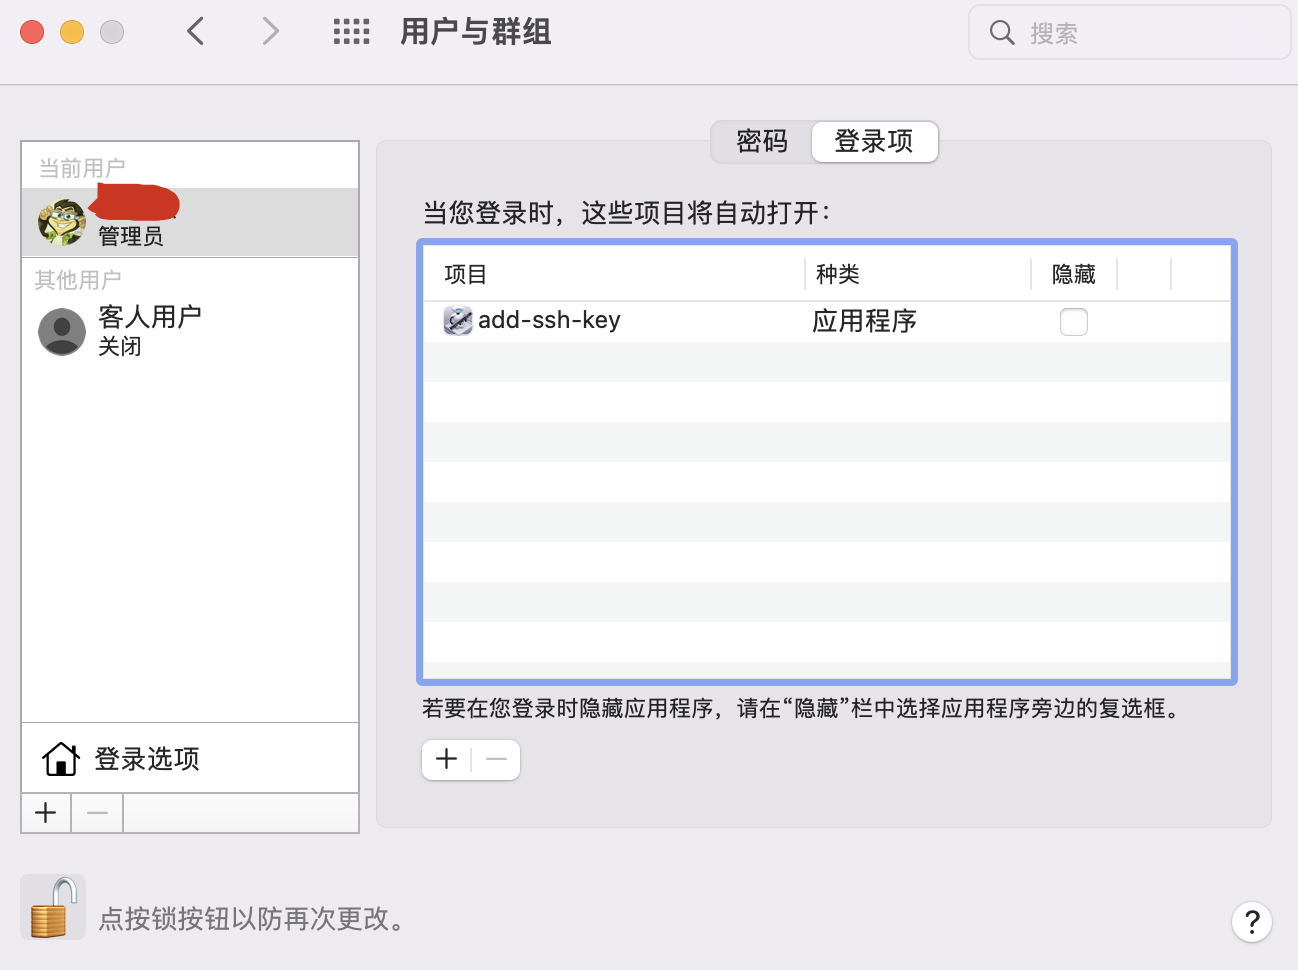 用户与群组
搜索
当前用户
管理员
其他用户
客人用户
关闭
登录选项
密码
登录项
当您登录时，这些项目将自动打开：
项目 种类 隐藏
add-ssh-key 应用程序
若要在您登录时隐藏应用程序，请在“隐藏”栏中选择应用程序旁边的复选框。
点按锁按钮以防再次更改。
?